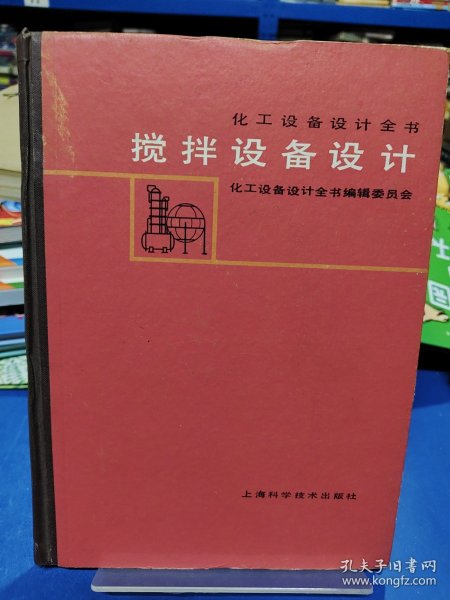 化工设备设计全书
搅拌设备设计
化工设备设计全书编辑委员会
上海科学技术出版社
孔夫子旧书网
www.kongfz.com